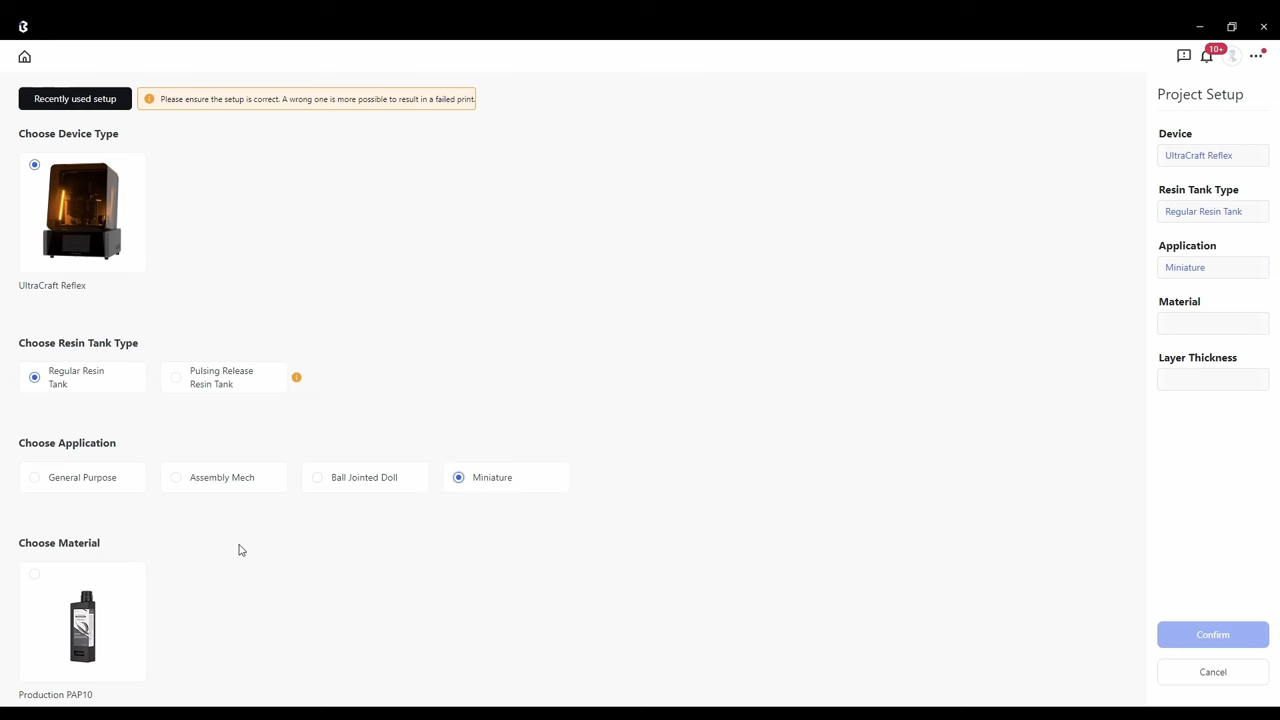 10+
Recently used setup
Please ensure the setup is correct. A wrong one is more possible to result in a failed print.
Choose Device Type
UltraCraft Reflex
Choose Resin Tank Type
Regular Resin
Tank
Pulsing Release
Resin Tank
Choose Application
General Purpose
Assembly Mech
Ball Jointed Doll
Miniature
Choose Material
Production PAP10
Project Setup
Device
UltraCraft Reflex
Resin Tank Type
Regular Resin Tank
Application
Miniature
Material
Layer Thickness
Confirm
Cancel